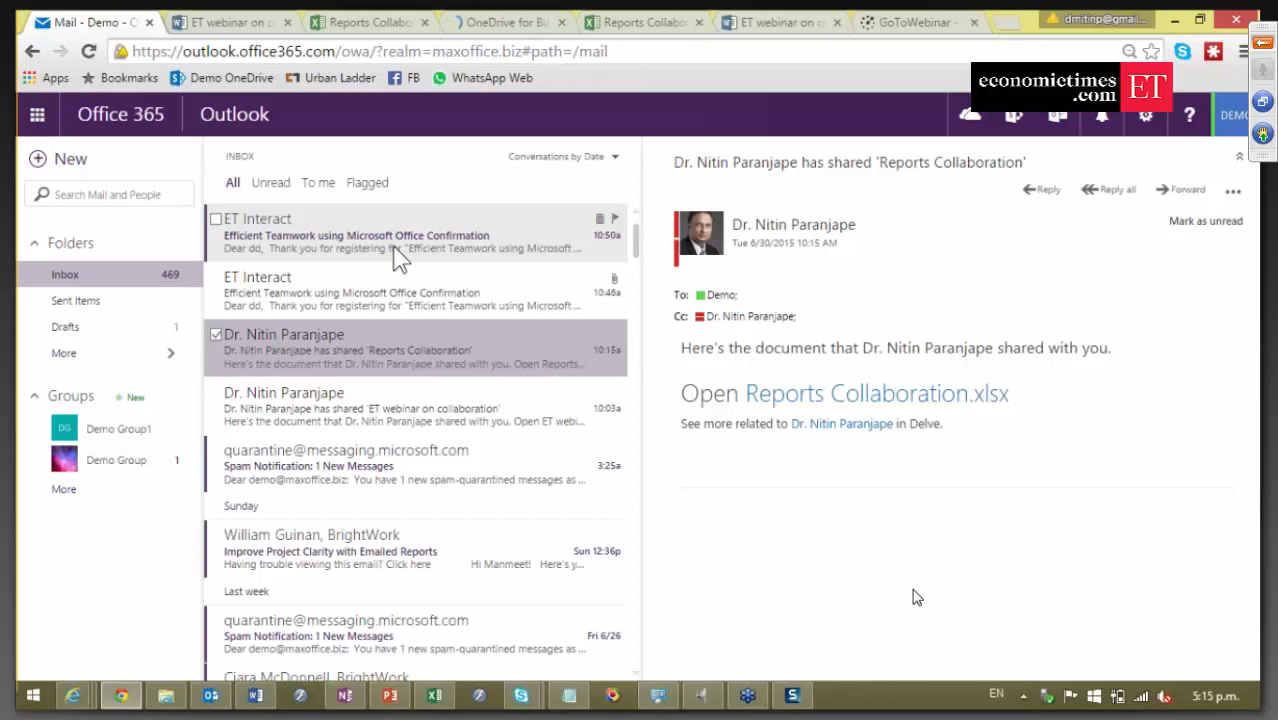 Mail - Demo - O
ET webinar on c
Reports Collabo
OneDrive for Bu
Reports Collabo
ET webinar on c
GoToWebinar -
dmitinp@gmail...
https://outlook.office365.com/owa/?realm=maxoffice.biz#path=/mail
Apps
Bookmarks
Demo OneDrive
Urban Ladder
FB
WhatsApp Web
economictimes
.com
ET
Office 365
Outlook
?
DEMO
New
Search Mail and People
Folders
Inbox 469
Sent Items
Drafts 1
More
Groups
New
DG Demo Group1
Demo Group 1
More
INBOX
Conversations by Date
All Unread To me Flagged
ET Interact
Efficient Teamwork using Microsoft Office Confirmation 10:50a
Dear dd, Thank you for registering for "Efficient Teamwork using Microsoft ...
ET Interact
Efficient Teamwork using Microsoft Office Confirmation 10:46a
Dear dd, Thank you for registering for "Efficient Teamwork using Microsoft ...
Dr. Nitin Paranjape
Dr. Nitin Paranjape has shared 'Reports Collaboration' 10:15a
Here's the document that Dr. Nitin Paranjape shared with you. Open Reports...
Dr. Nitin Paranjape
Dr. Nitin Paranjape has shared 'ET webinar on collaboration' 10:03a
Here's the document that Dr. Nitin Paranjape shared with you. Open ET webi...
quarantine@messaging.microsoft.com
Spam Notification: 1 New Messages 3:25a
Dear demo@maxoffice.biz: You have 1 new spam-quarantined messages as ...
Sunday
William Guinan, BrightWork
Improve Project Clarity with Emailed Reports Sun 12:36p
Having trouble viewing this email? Click here Hi Manmeet! Here's y...
Last week
quarantine@messaging.microsoft.com
Spam Notification: 1 New Messages Fri 6/26
Dear demo@maxoffice.biz: You have 1 new spam-quarantined messages as ...
Ciara McDonnell, BrightWork
Dr. Nitin Paranjape has shared 'Reports Collaboration'
Reply
Reply all
Forward
...
Dr. Nitin Paranjape
Tue 6/30/2015 10:15 AM
Mark as unread
To: Demo;
Cc: Dr. Nitin Paranjape;
Here's the document that Dr. Nitin Paranjape shared with you.
Open Reports Collaboration.xlsx
See more related to Dr. Nitin Paranjape in Delve.
EN
5:15 p.m.